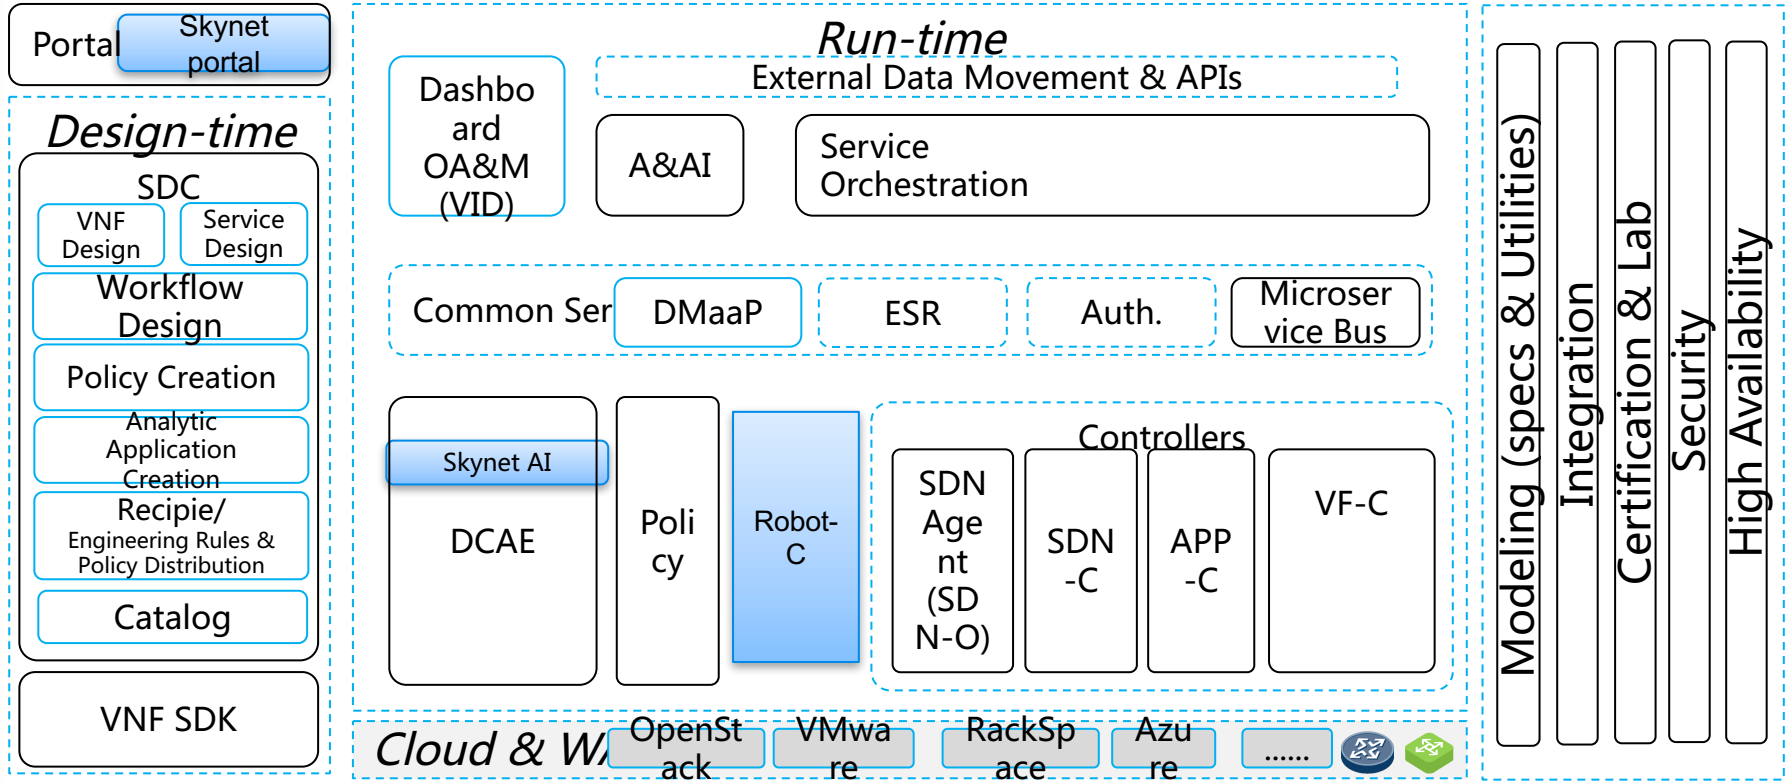 Portal
Skynet
portal
Design-time
SDC
VNF
Design
Service
Design
Workflow
Design
Policy Creation
Analytic
Application
Creation
Recipie/
Engineering Rules &
Policy Distribution
Catalog
VNF SDK
Run-time
Dashbo
ard
OA&M
(VID)
External Data Movement & APIs
A&AI
Service
Orchestration
Common Ser
DMaaP
ESR
Auth.
Microser
vice Bus
Skynet AI
DCAE
Poli
cy
Robot-
C
Controllers
SDN
Age
nt
(SD
N-O)
SDN
-C
APP
-C
VF-C
Cloud &
OpenSt
ack
VMwa
re
RackSp
ace
Azu
re
......
Modeling (specs & Utilities)
Integration
Certification & Lab
Security
High Availability